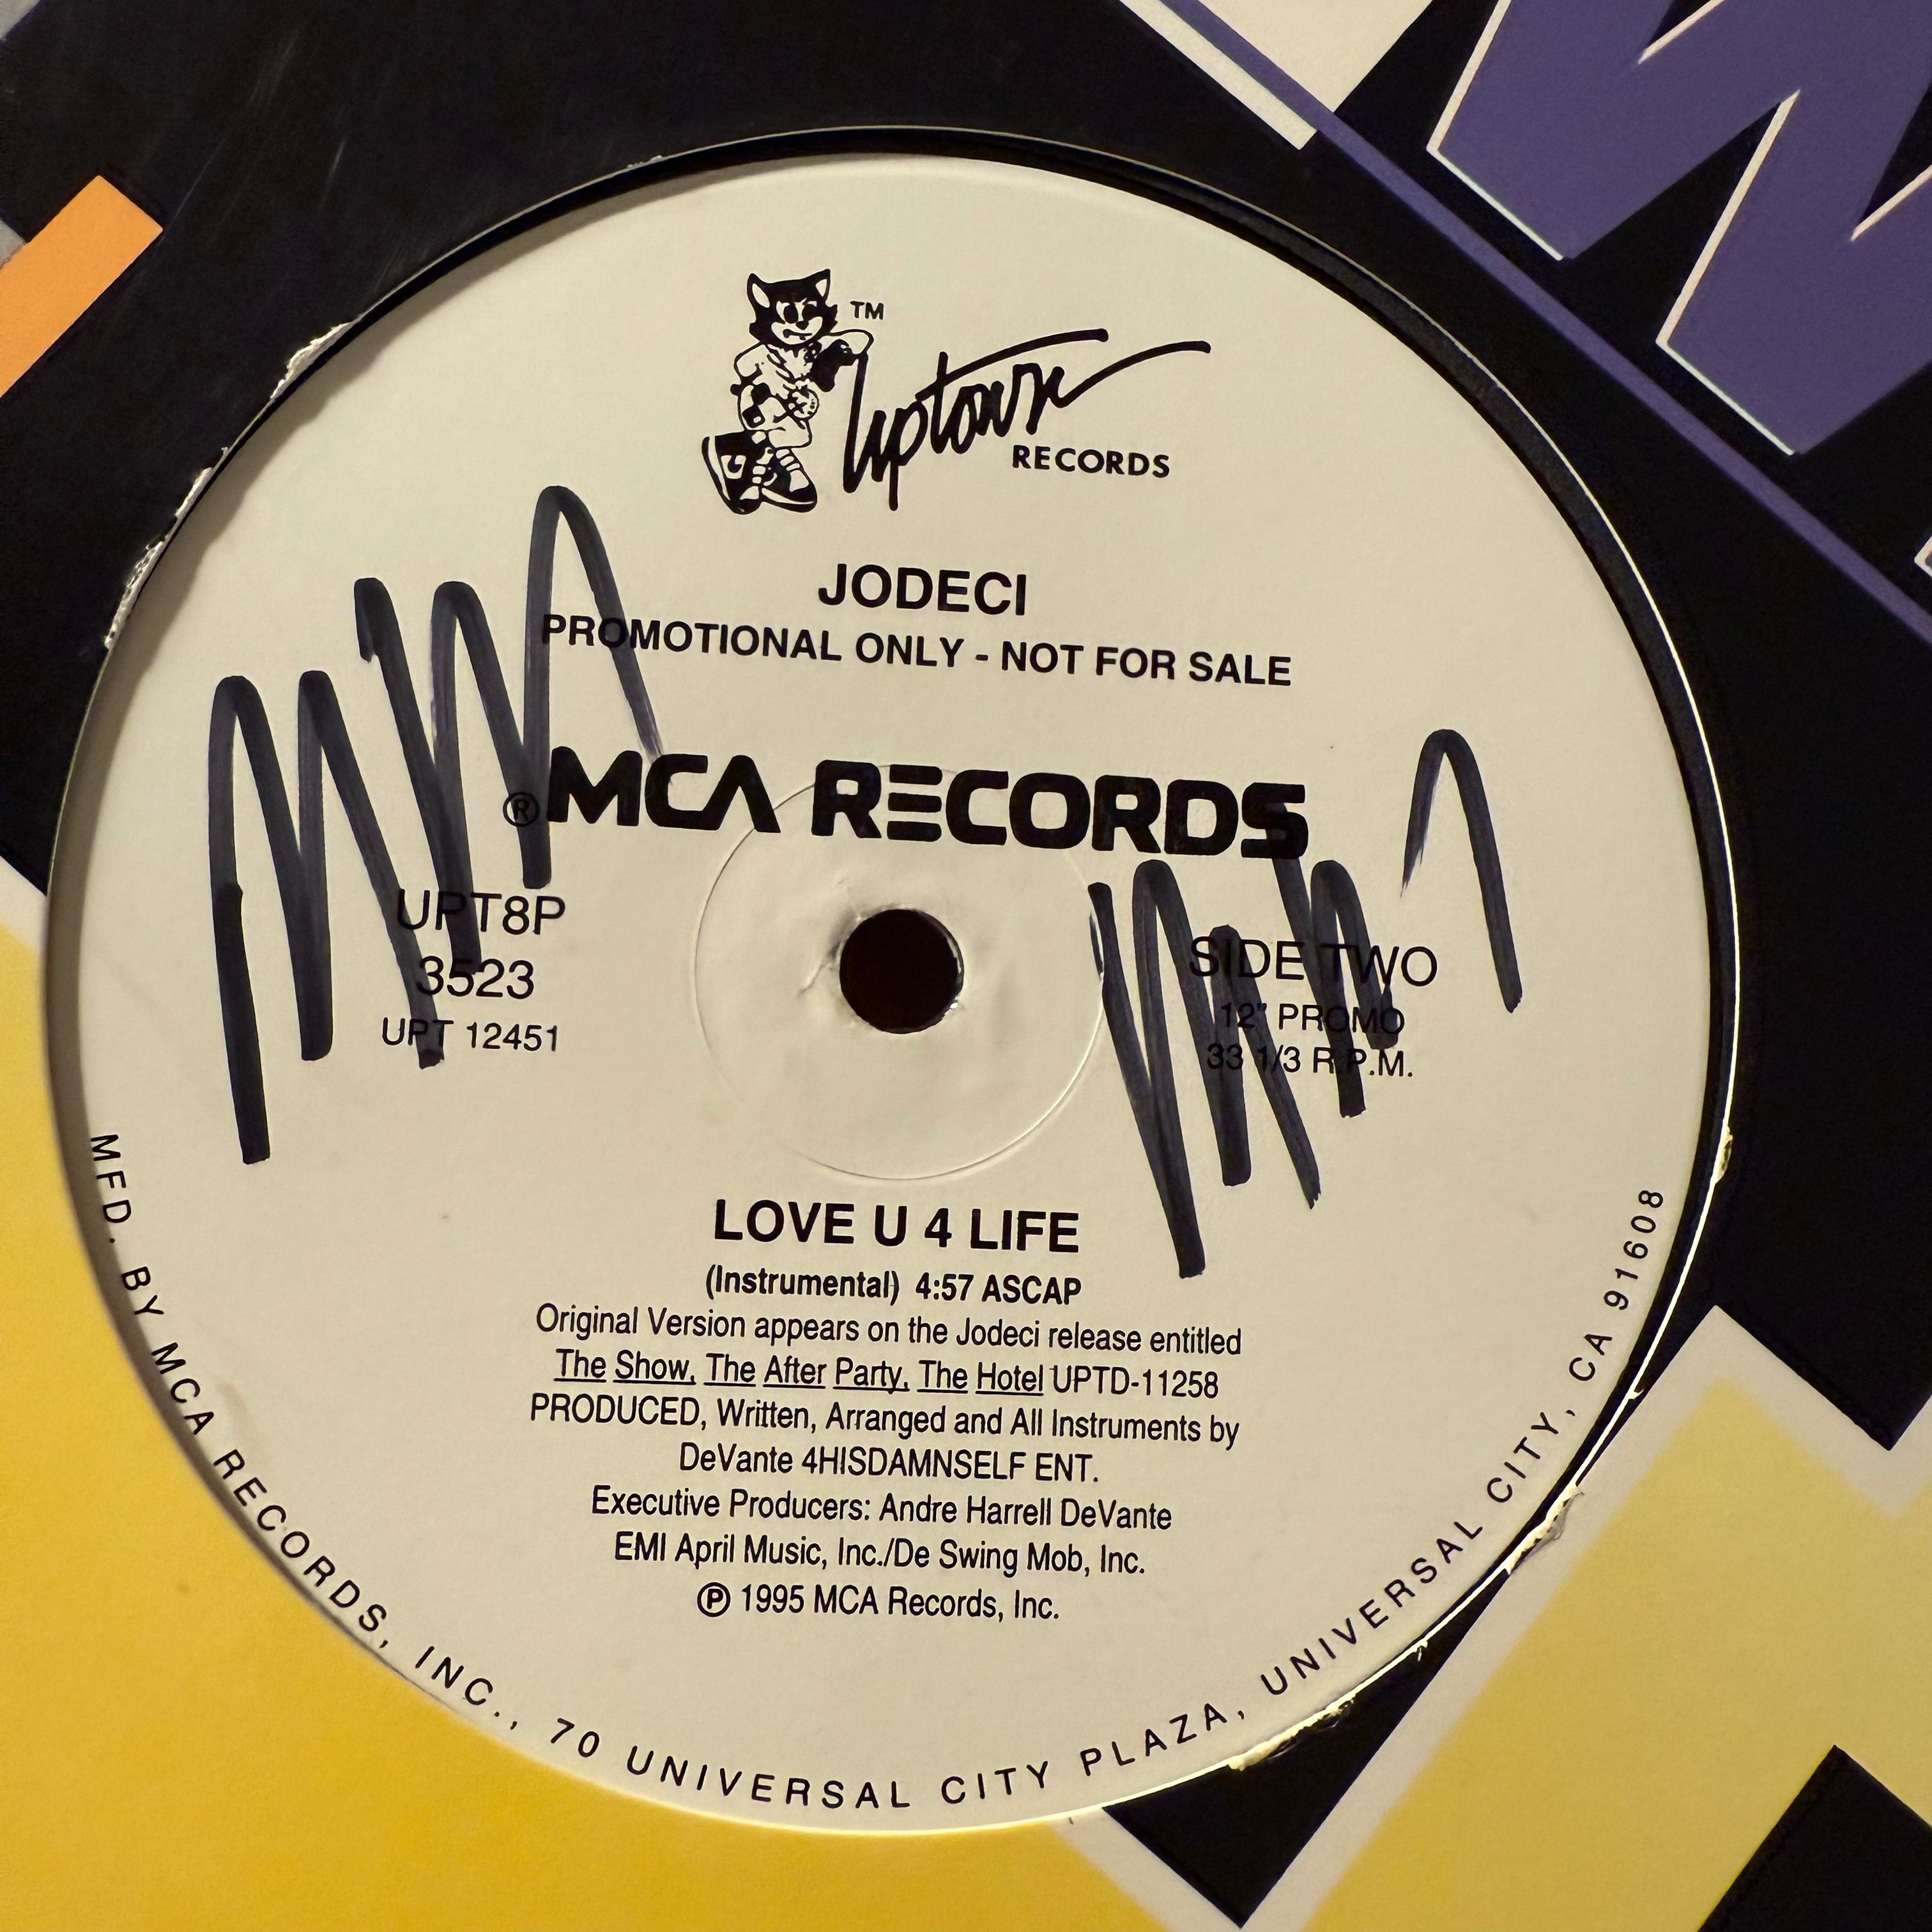 TM
Uptown
RECORDS
JODECI
PROMOTIONAL ONLY - NOT FOR SALE
®MCA RECORDS
UPT8P
3523
UPT 12451
SIDE TWO
12" PROMO
33 1/3 R.P.M.
LOVE U 4 LIFE
(Instrumental) 4:57 ASCAP
Original Version appears on the Jodeci release entitled
The Show, The After Party, The Hotel UPTD-11258
PRODUCED, Written, Arranged and All Instruments by
DeVante 4HISDAMNSELF ENT.
Executive Producers: Andre Harrell DeVante
EMI April Music, Inc./De Swing Mob, Inc.
℗ 1995 MCA Records, Inc.
MFD. BY MCA RECORDS, INC., 70 UNIVERSAL CITY PLAZA, UNIVERSAL CITY, CA 91608